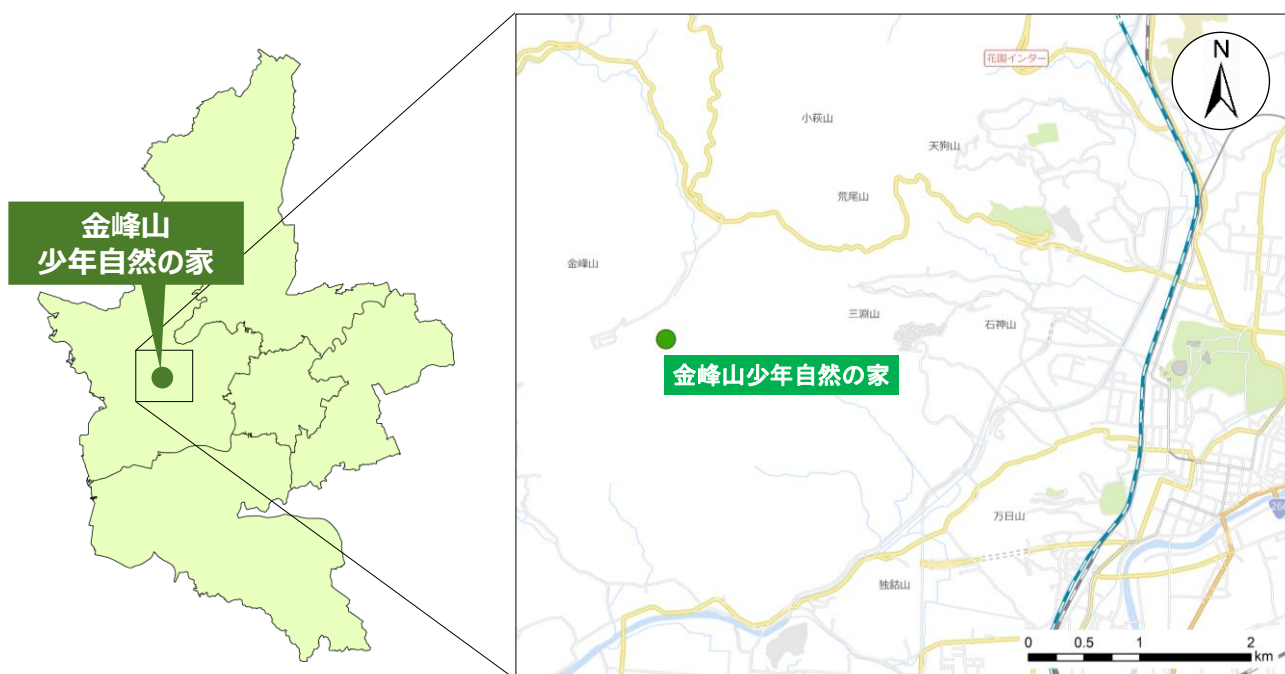 金峰山
少年自然の家
花園インター
N
小萩山
天狗山
荒尾山
金峰山
三淵山
石神山
金峰山少年自然の家
万日山
独鈷山
0 0.5 1 2
km